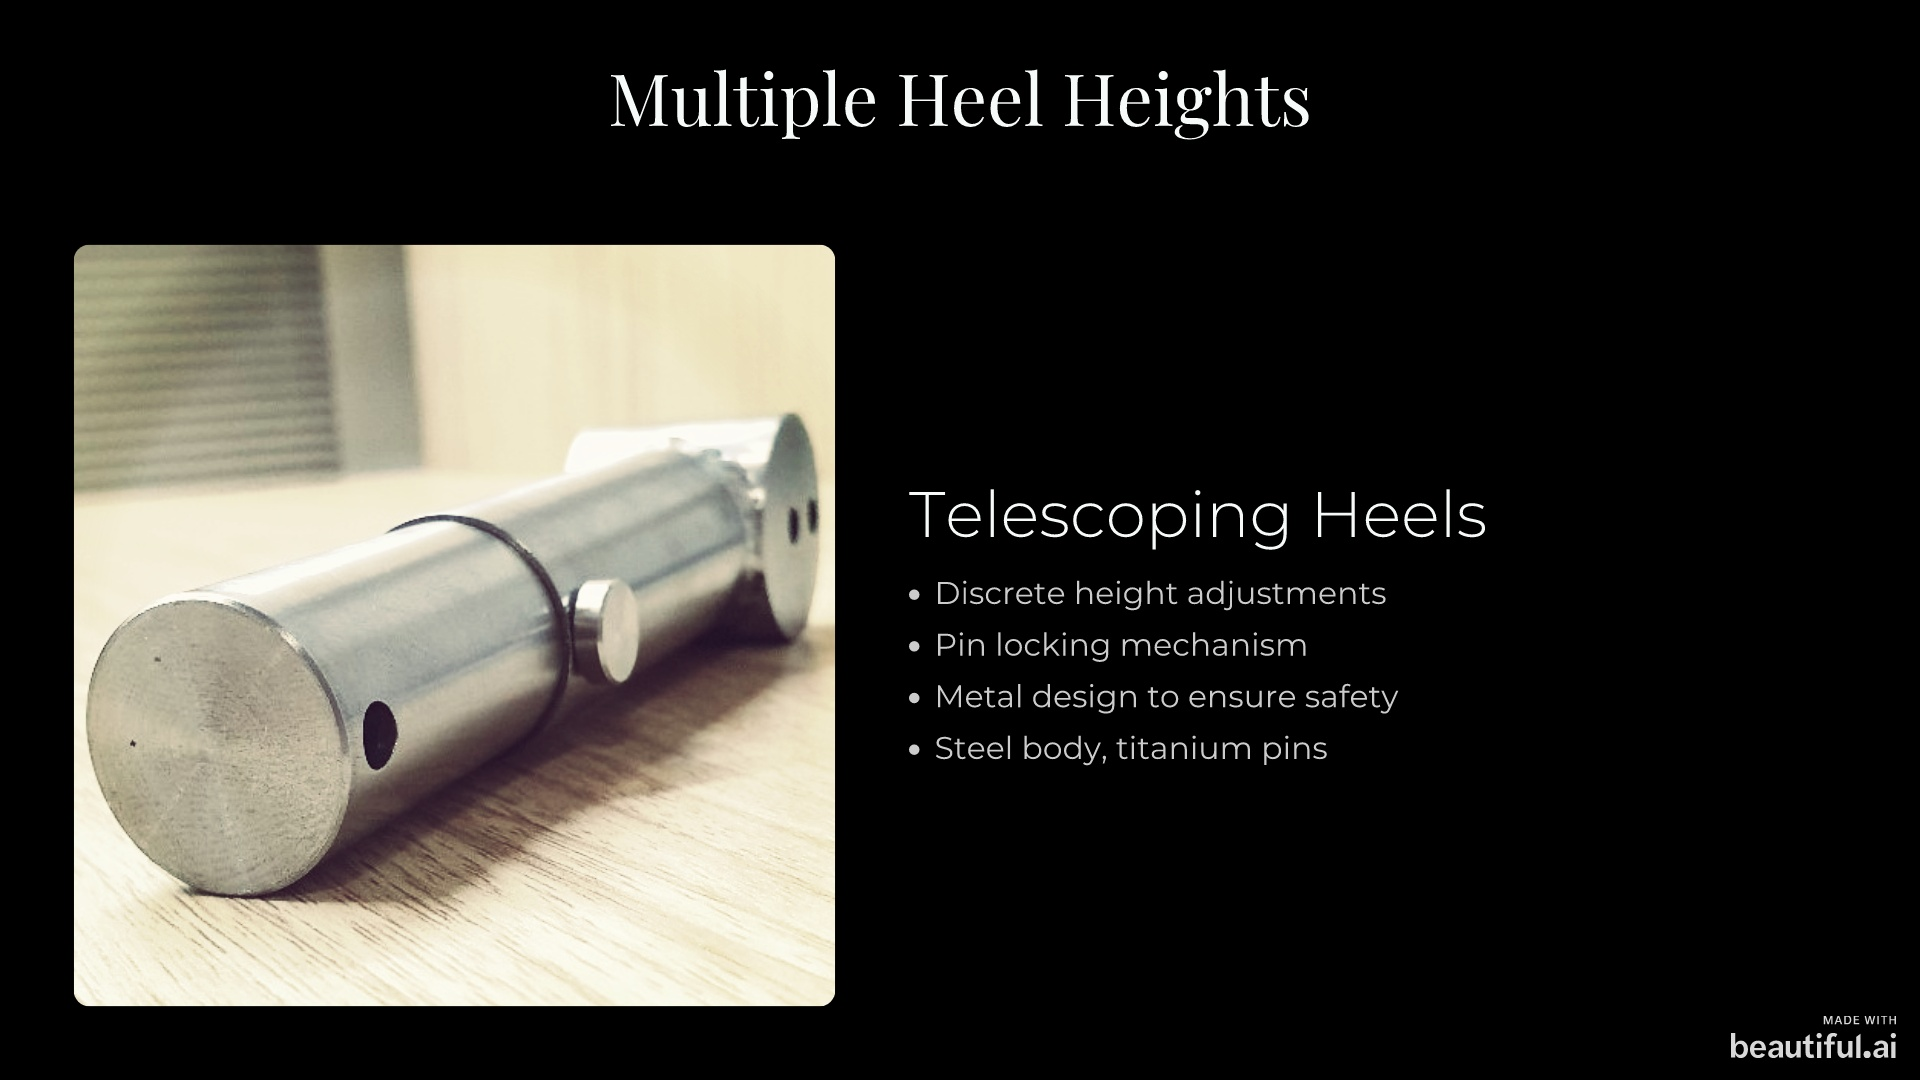 Multiple Heel Heights
Telescoping Heels
• Discrete height adjustments
• Pin locking mechanism
• Metal design to ensure safety
• Steel body, titanium pins
MADE WITH
beautiful.ai